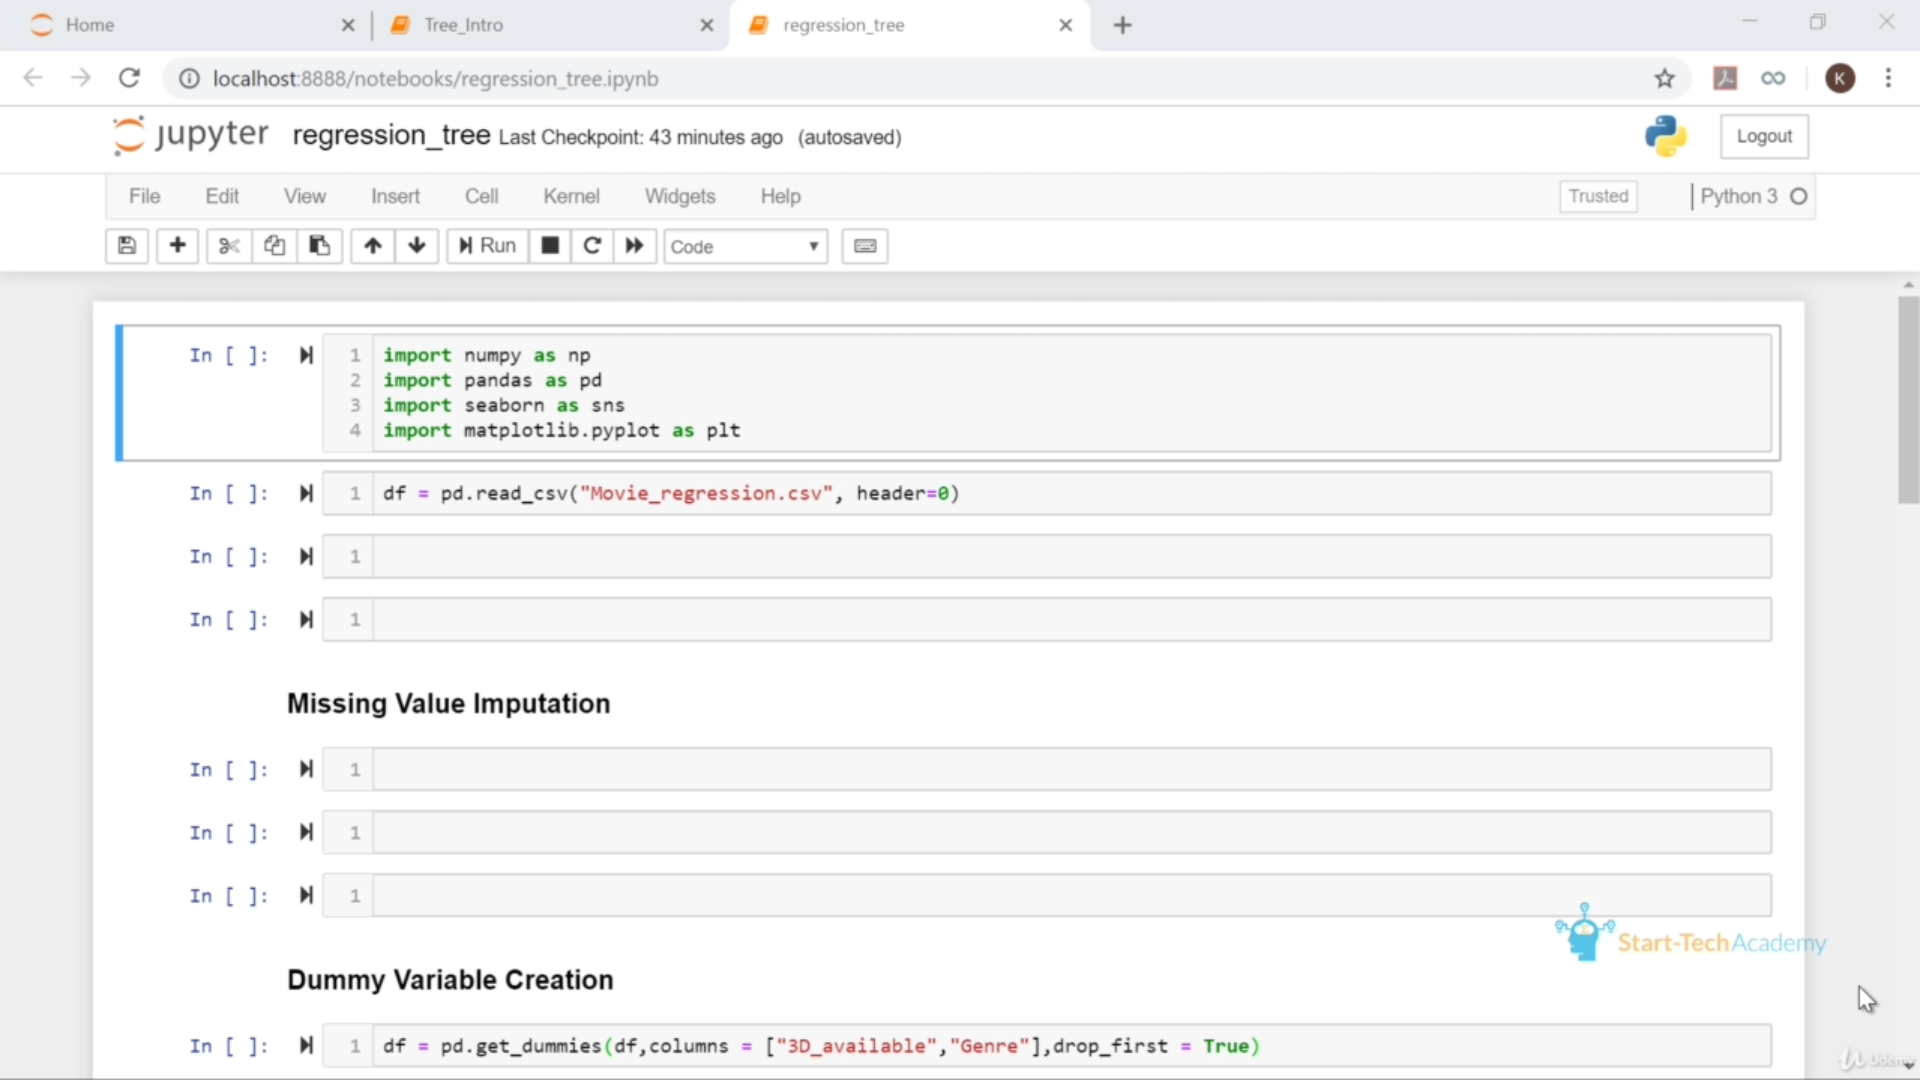 Home
Tree_Intro
regression_tree
localhost:8888/notebooks/regression_tree.ipynb
K
jupyter regression_tree Last Checkpoint: 43 minutes ago (autosaved)
Logout
File Edit View Insert Cell Kernel Widgets Help
Trusted
Python 3
Run
Code
In [ ]:
1 import numpy as np
2 import pandas as pd
3 import seaborn as sns
4 import matplotlib.pyplot as plt
In [ ]: 1 df = pd.read_csv("Movie_regression.csv", header=0)
In [ ]: 1
In [ ]: 1
Missing Value Imputation
In [ ]: 1
In [ ]: 1
In [ ]: 1
Start-TechAcademy
Dummy Variable Creation
In [ ]: 1 df = pd.get_dummies(df,columns = ["3D_available","Genre"],drop_first = True)
Udemy